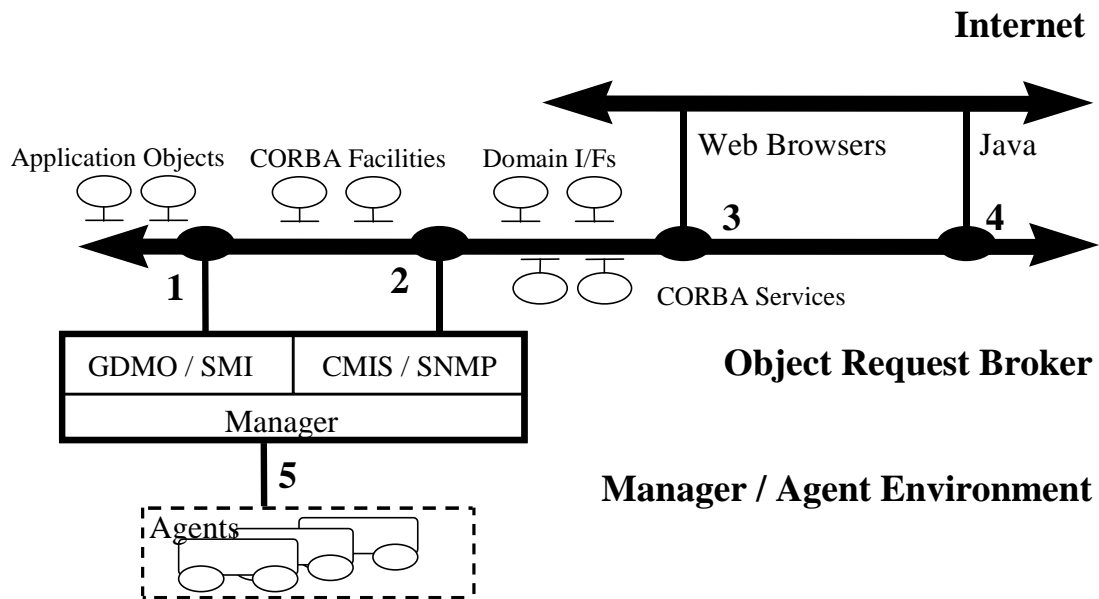 Internet
Web Browsers
Java
Application Objects
CORBA Facilities
Domain I/Fs
3
4
1
2
CORBA Services
GDMO / SMI
CMIS / SNMP
Object Request Broker
Manager
5
Manager / Agent Environment
Agents